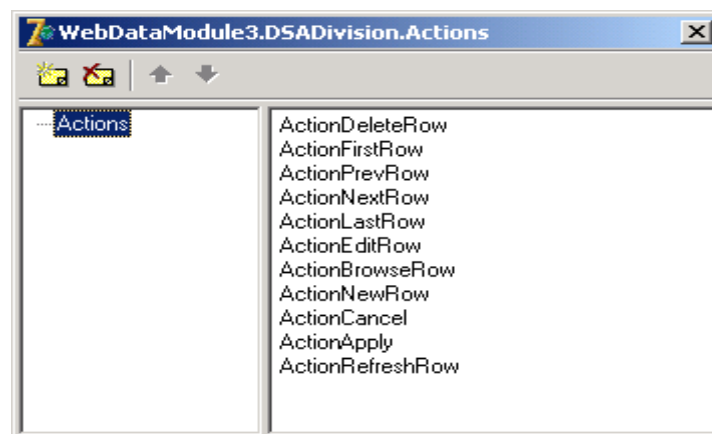 WebDataModule3.DSADivision.Actions
Actions
ActionDeleteRow
ActionFirstRow
ActionPrevRow
ActionNextRow
ActionLastRow
ActionEditRow
ActionBrowseRow
ActionNewRow
ActionCancel
ActionApply
ActionRefreshRow